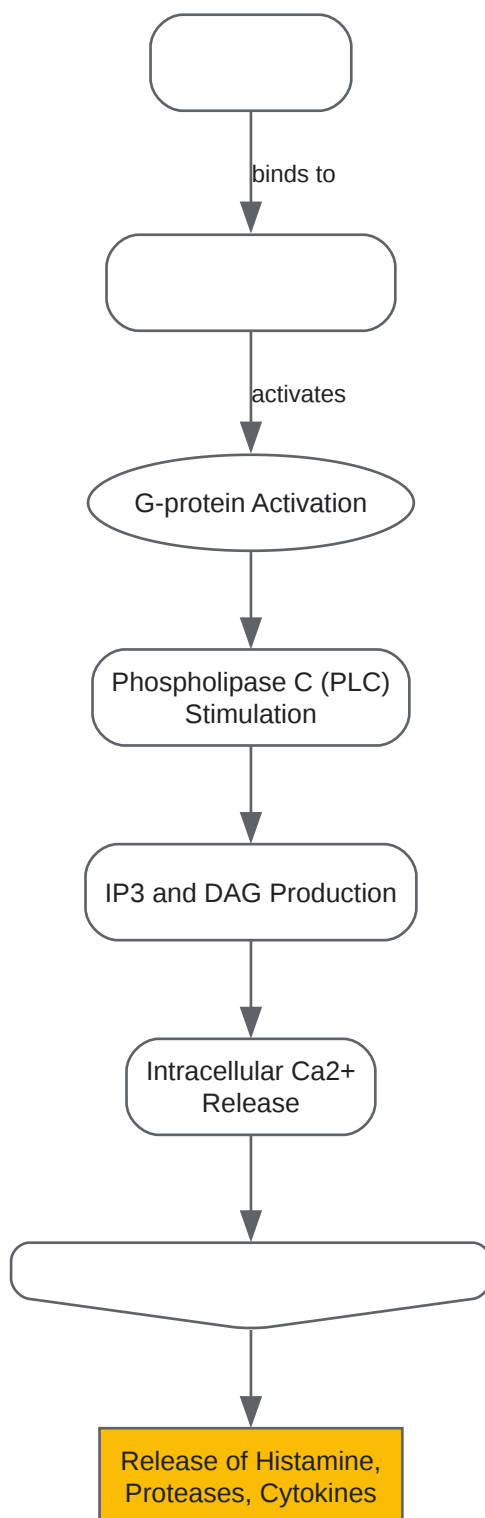 binds to
activates
G-protein Activation
Phospholipase C (PLC)
Stimulation
IP3 and DAG Production
Intracellular Ca2+
Release
Release of Histamine,
Proteases, Cytokines